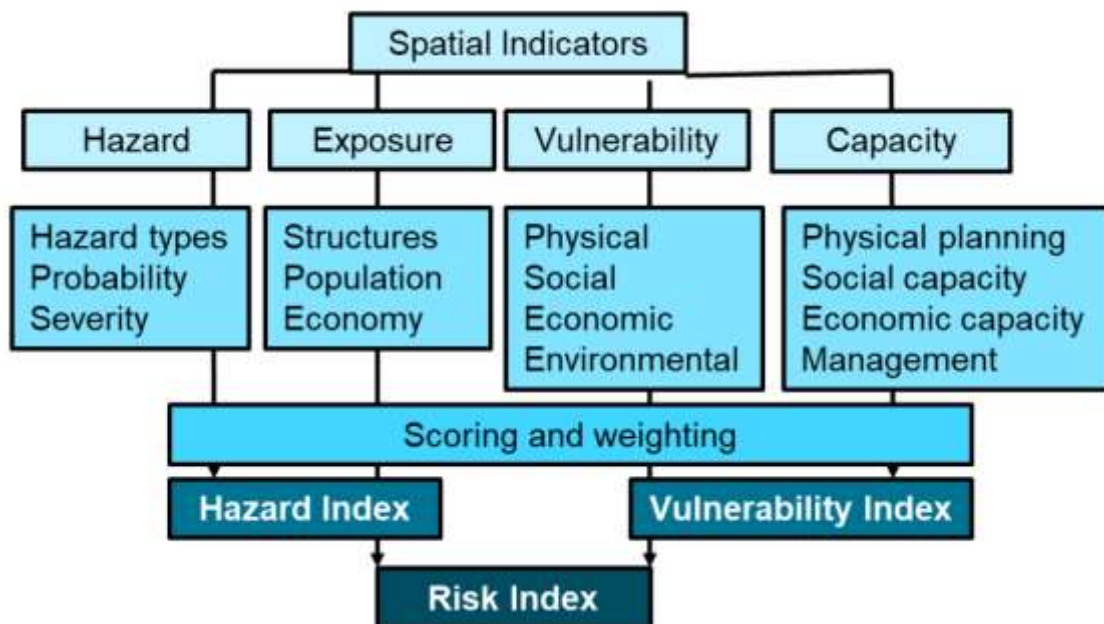 Spatial Indicators
Hazard
Exposure
Vulnerability
Capacity
Hazard types
Probability
Severity
Structures
Population
Economy
Physical
Social
Economic
Environmental
Physical planning
Social capacity
Economic capacity
Management
Scoring and weighting
Hazard Index
Vulnerability Index
Risk Index